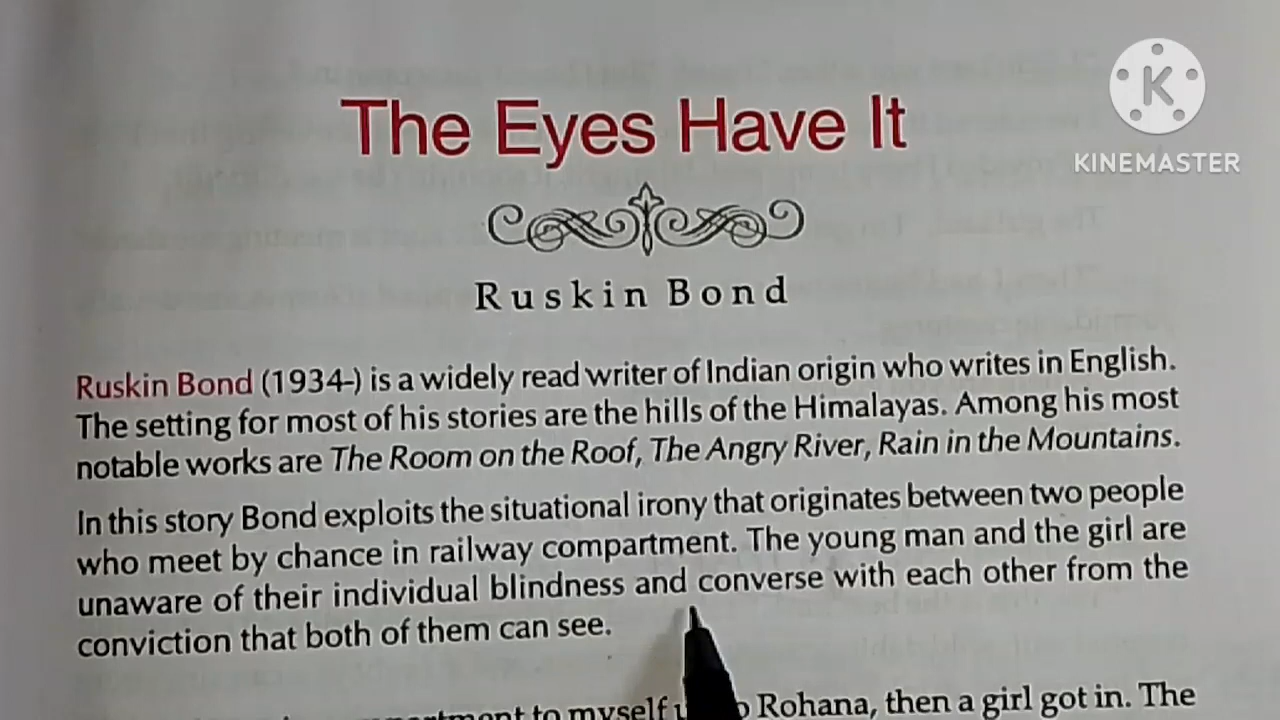 The Eyes Have It
KINEMASTER
Ruskin Bond
Ruskin Bond (1934-) is a widely read writer of Indian origin who writes in English.
The setting for most of his stories are the hills of the Himalayas. Among his most
notable works are The Room on the Roof, The Angry River, Rain in the Mountains.
In this story Bond exploits the situational irony that originates between two people
who meet by chance in railway compartment. The young man and the girl are
unaware of their individual blindness and converse with each other from the
conviction that both of them can see.
to myself Rohana, then a girl got in. The